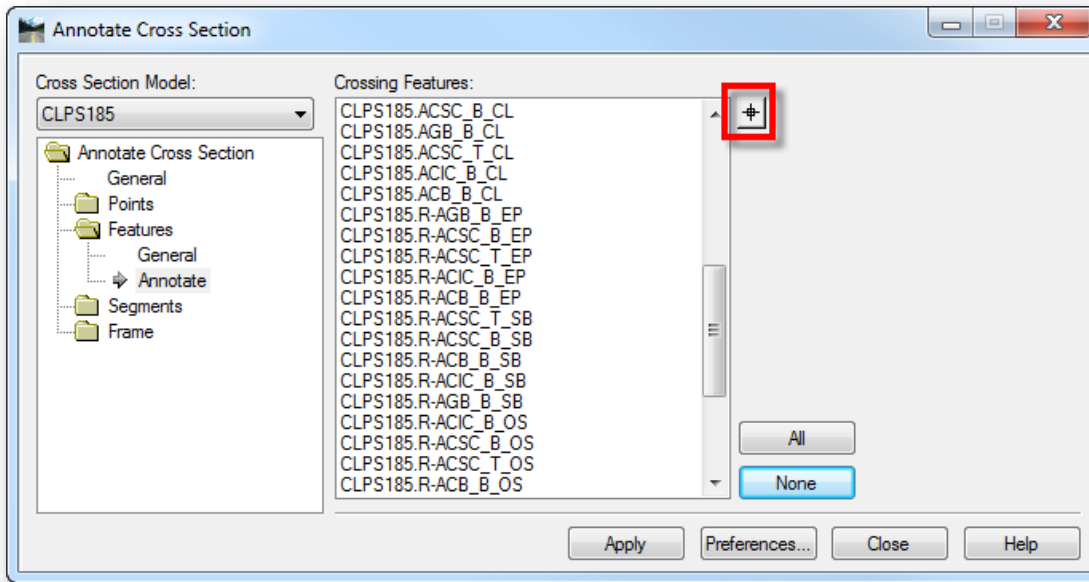 Annotate Cross Section
Cross Section Model:
CLPS185
Annotate Cross Section
General
Points
Features
General
Annotate
Segments
Frame
Crossing Features:
CLPS185.ACSC_B_CL
CLPS185.AGB_B_CL
CLPS185.ACSC_T_CL
CLPS185.ACIC_B_CL
CLPS185.ACB_B_CL
CLPS185.R-AGB_B_EP
CLPS185.R-ACSC_B_EP
CLPS185.R-ACSC_T_EP
CLPS185.R-ACIC_B_EP
CLPS185.R-ACB_B_EP
CLPS185.R-ACSC_T_SB
CLPS185.R-ACSC_B_SB
CLPS185.R-ACB_B_SB
CLPS185.R-ACIC_B_SB
CLPS185.R-AGB_B_SB
CLPS185.R-ACIC_B_OS
CLPS185.R-ACSC_B_OS
CLPS185.R-ACSC_T_OS
CLPS185.R-ACB_B_OS
All
None
Apply
Preferences...
Close
Help